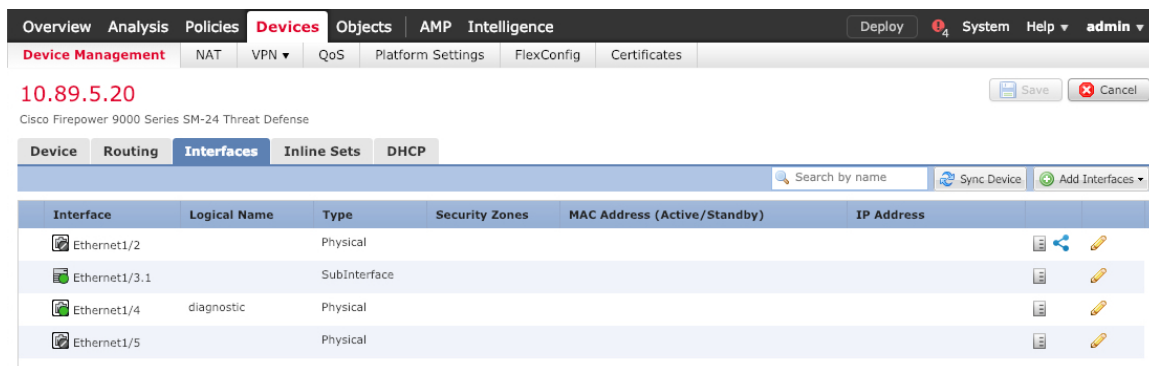 Overview Analysis Policies Devices Objects AMP Intelligence Deploy 4 System Help admin
Device Management NAT VPN QoS Platform Settings FlexConfig Certificates
10.89.5.20 Save Cancel
Cisco Firepower 9000 Series SM-24 Threat Defense
Device Routing Interfaces Inline Sets DHCP
Search by name Sync Device Add Interfaces
Interface Logical Name Type Security Zones MAC Address (Active/Standby) IP Address
Ethernet1/2 Physical
Ethernet1/3.1 SubInterface
Ethernet1/4 diagnostic Physical
Ethernet1/5 Physical